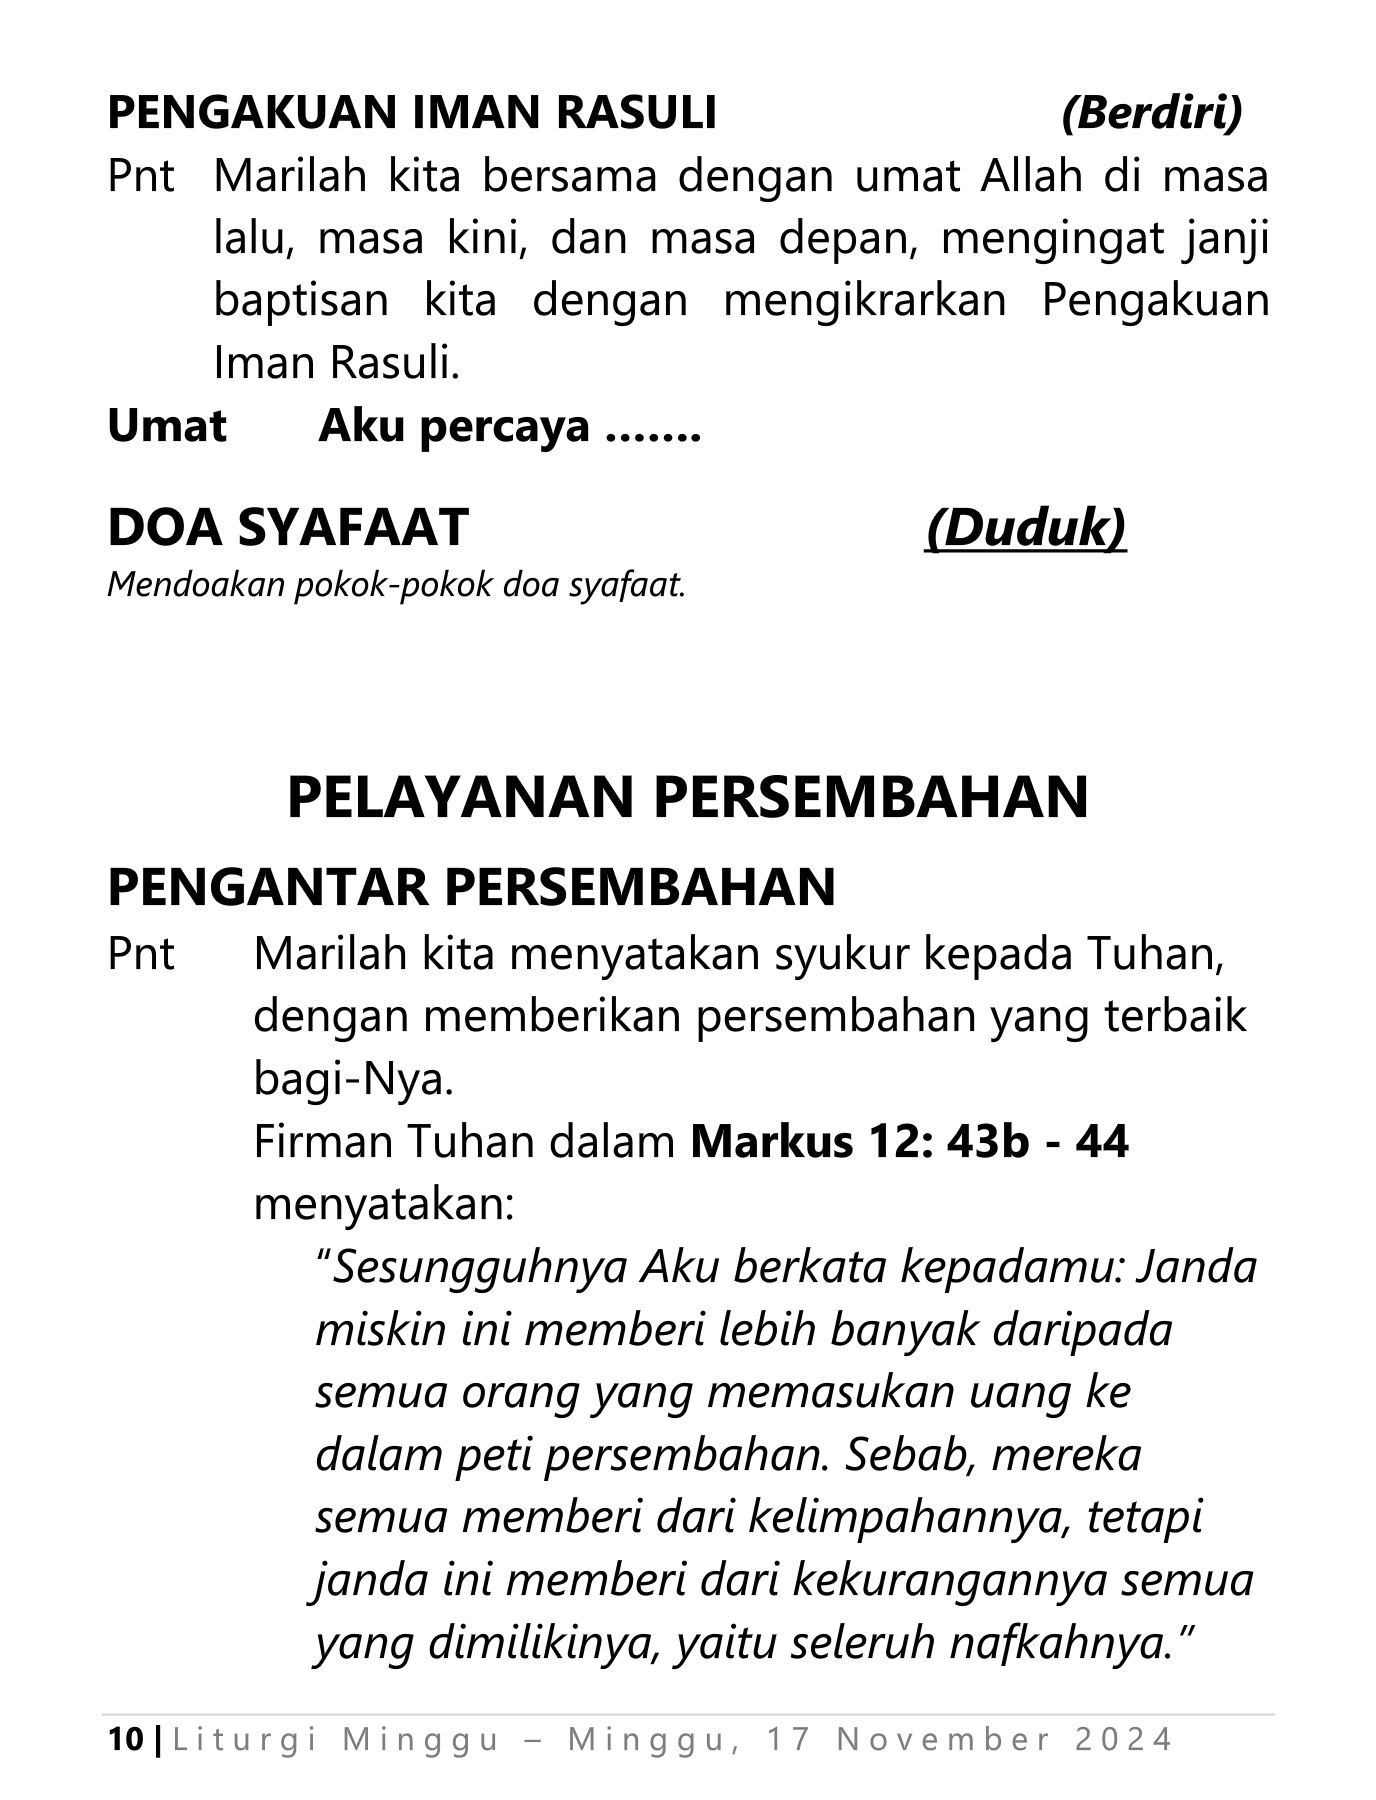 PENGAKUAN IMAN RASULI (Berdiri)
Pnt Marilah kita bersama dengan umat Allah di masa
lalu, masa kini, dan masa depan, mengingat janji
baptisan kita dengan mengikrarkan Pengakuan
Iman Rasuli.
Umat Aku percaya …….
DOA SYAFAAT (Duduk)
Mendoakan pokok-pokok doa syafaat.
PELAYANAN PERSEMBAHAN
PENGANTAR PERSEMBAHAN
Pnt Marilah kita menyatakan syukur kepada Tuhan,
dengan memberikan persembahan yang terbaik
bagi-Nya.
Firman Tuhan dalam Markus 12: 43b - 44
menyatakan:
“Sesungguhnya Aku berkata kepadamu: Janda
miskin ini memberi lebih banyak daripada
semua orang yang memasukan uang ke
dalam peti persembahan. Sebab, mereka
semua memberi dari kelimpahannya, tetapi
janda ini memberi dari kekurangannya semua
yang dimilikinya, yaitu seleruh nafkahnya.”
10 | Liturgi Minggu – Minggu, 17 November 2024